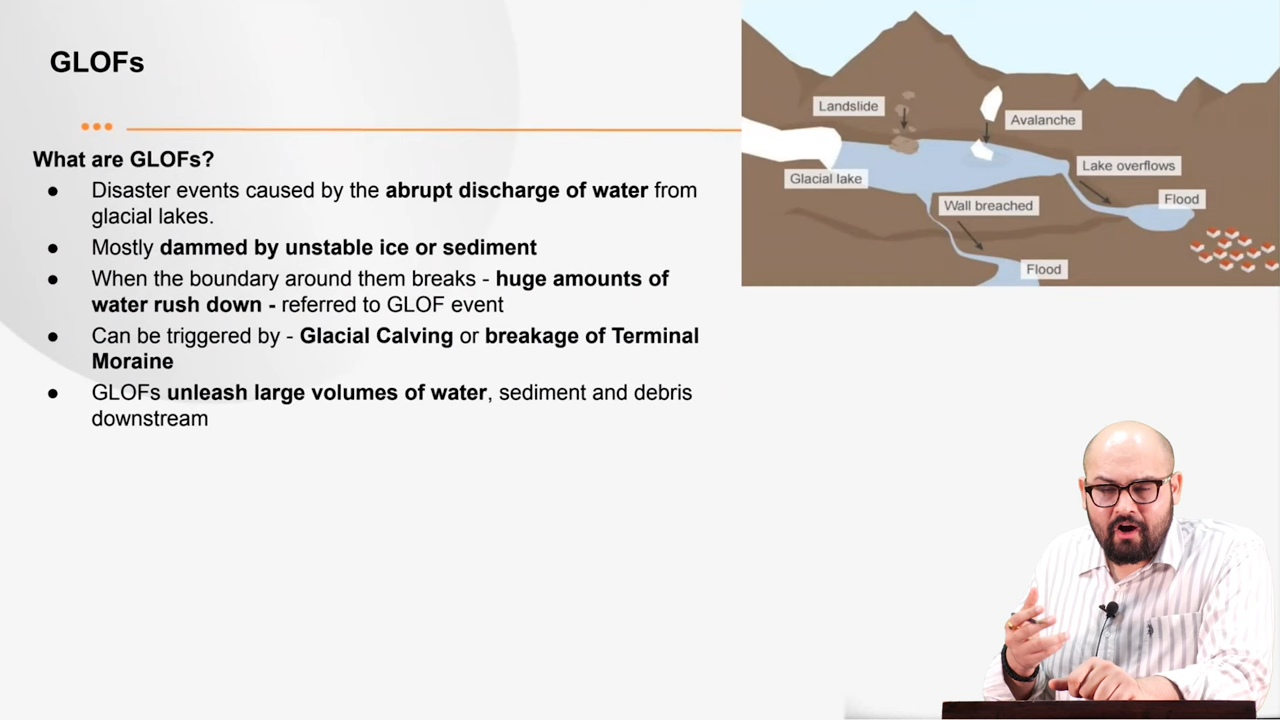 GLOFs
What are GLOFs?
● Disaster events caused by the abrupt discharge of water from
glacial lakes.
● Mostly dammed by unstable ice or sediment
● When the boundary around them breaks - huge amounts of
water rush down - referred to GLOF event
● Can be triggered by - Glacial Calving or breakage of Terminal
Moraine
● GLOFs unleash large volumes of water, sediment and debris
downstream
Landslide
Avalanche
Lake overflows
Glacial lake
Flood
Wall breached
Flood